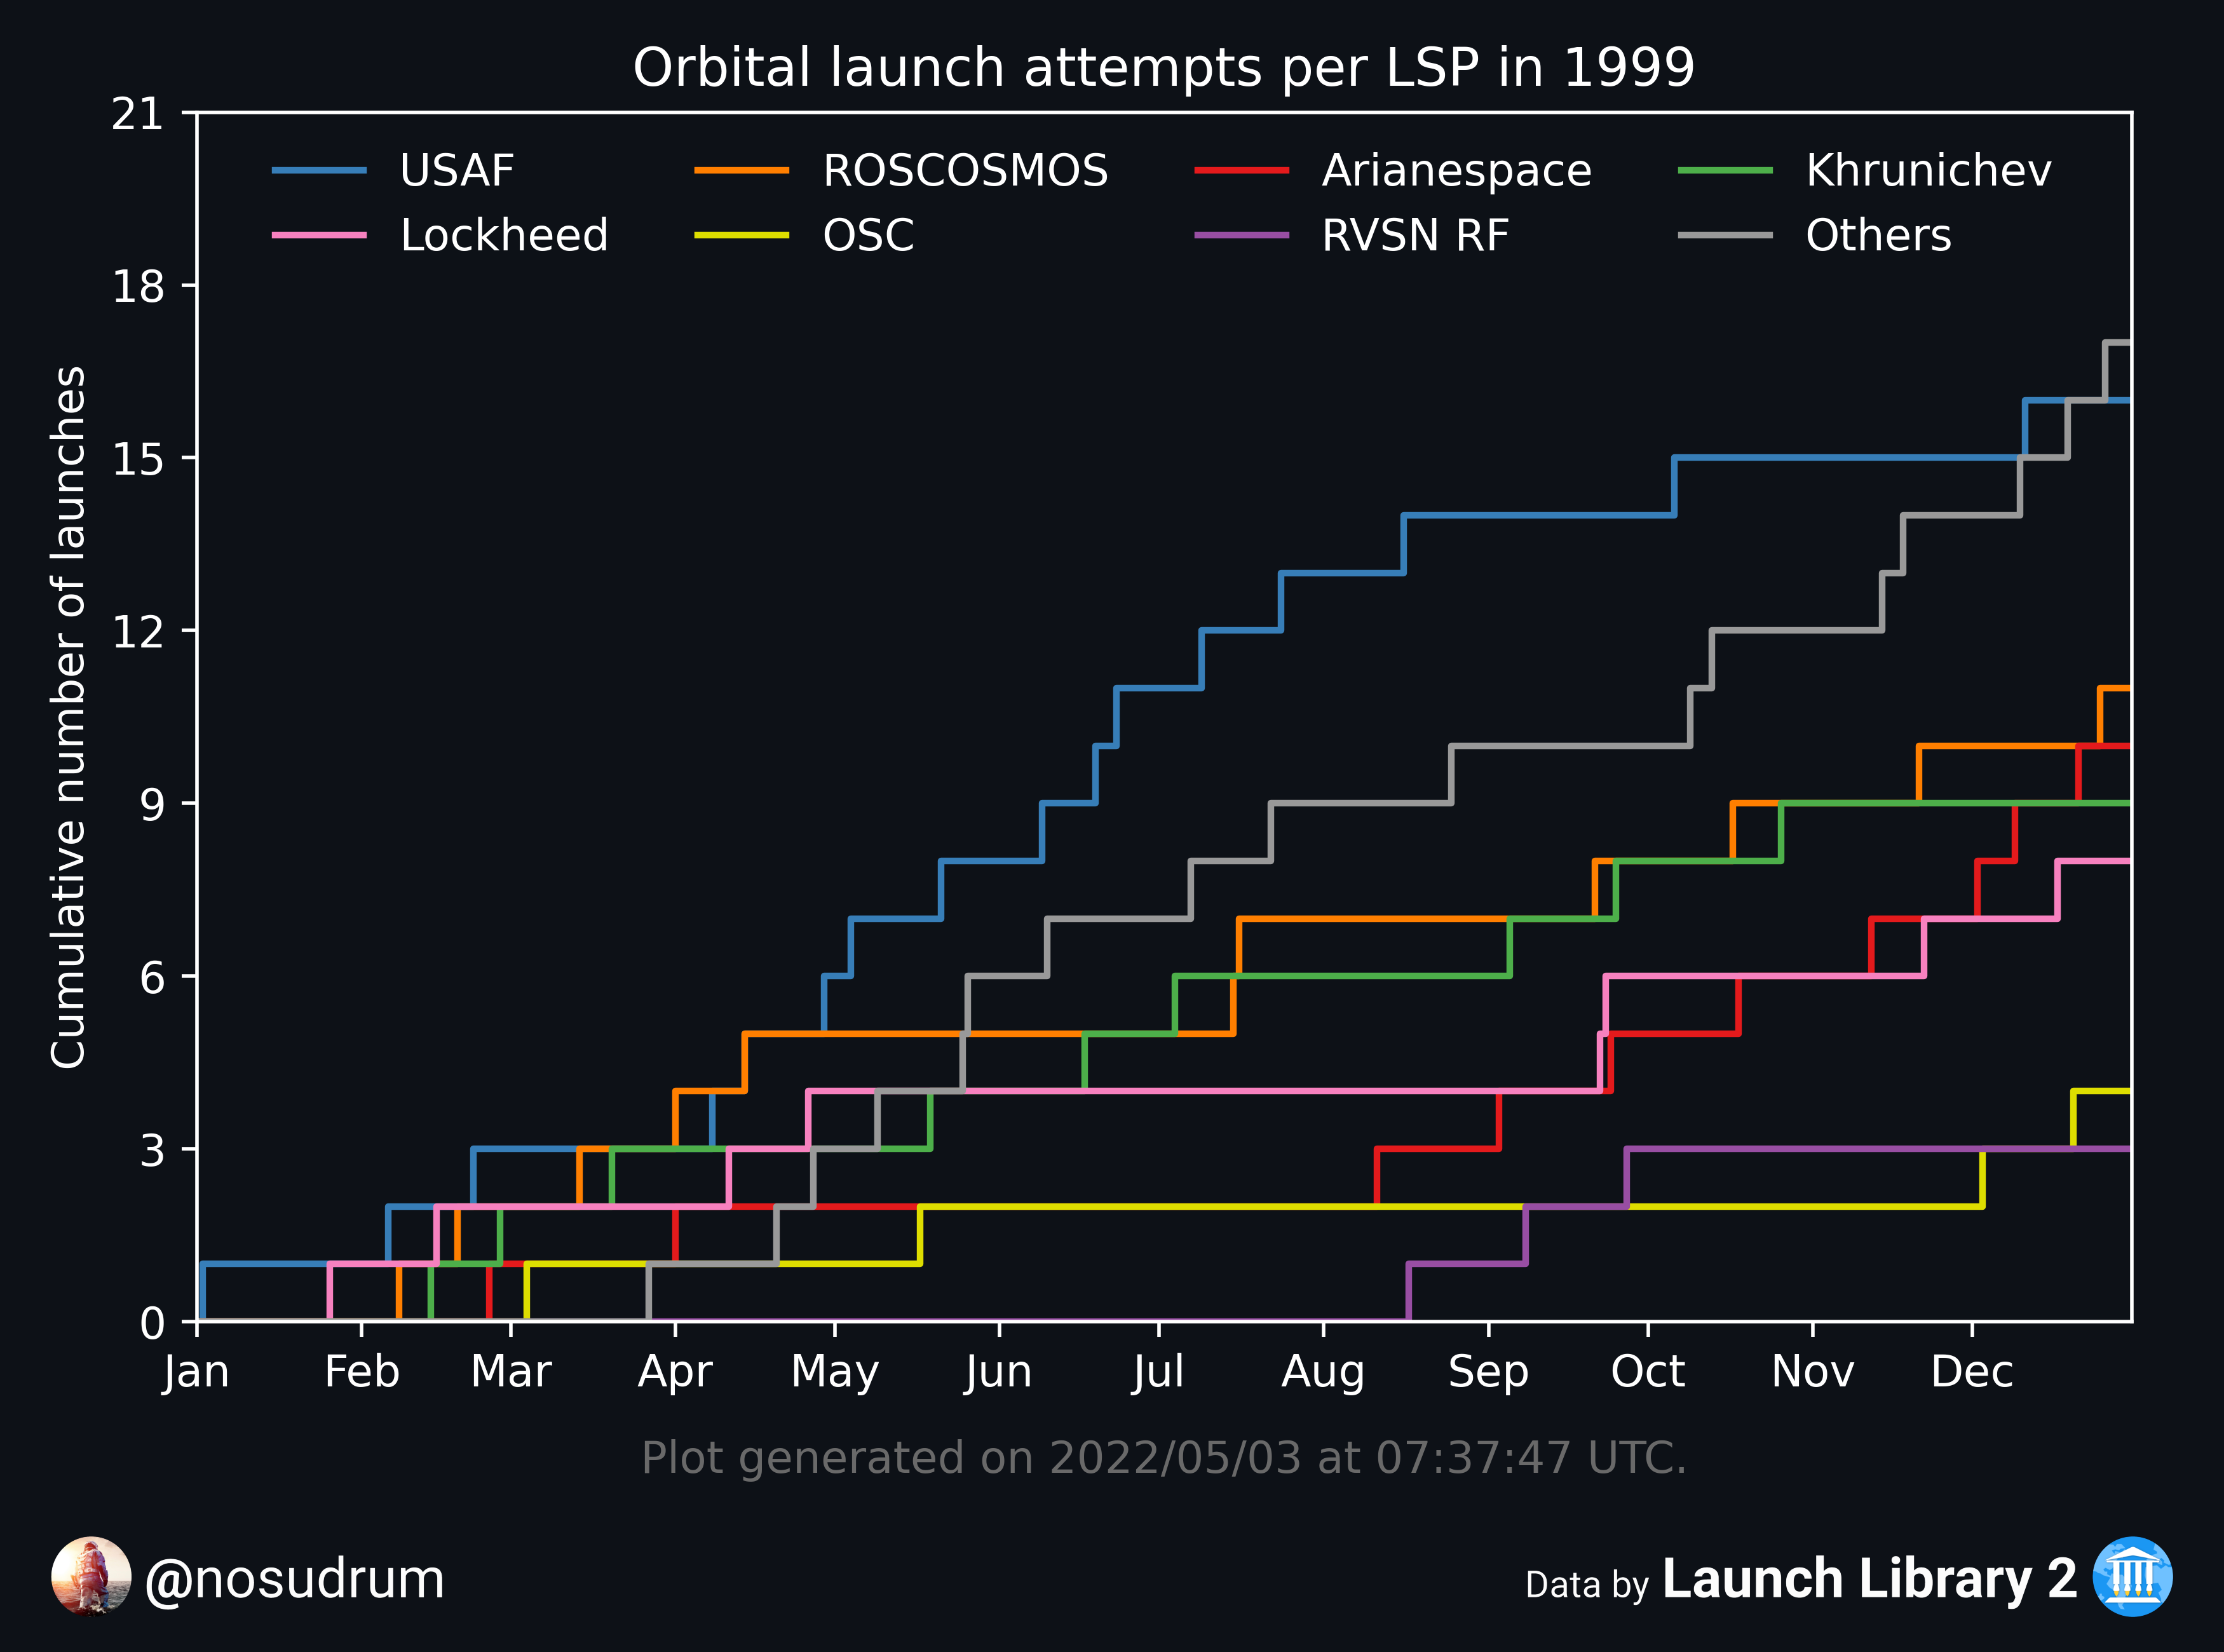 Orbital launch attempts per LSP in 1999
21
USAF ROSCOSMOS Arianespace Khrunichev
Lockheed OSC RVSN RF Others
18
15
12
9
6
3
0
Cumulative number of launches
Jan Feb Mar Apr May Jun Jul Aug Sep Oct Nov Dec
Plot generated on 2022/05/03 at 07:37:47 UTC.
@nosudrum
Data by Launch Library 2